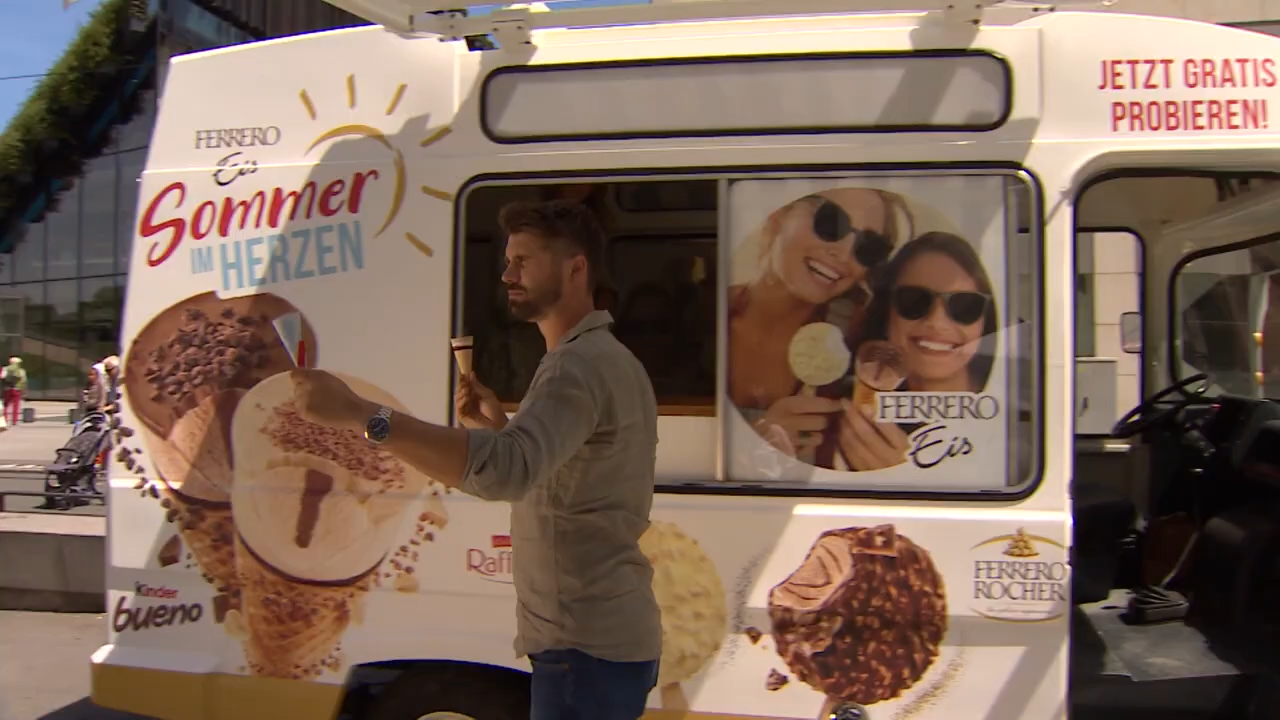 JETZT GRATIS
PROBIEREN!
FERRERO
Eis
Sommer
IM HERZEN
FERRERO
Eis
Kinder
bueno
FERRERO
ROCHER